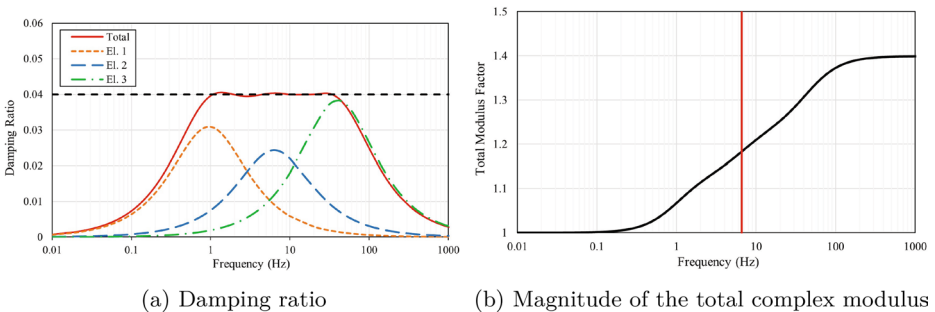 0.06
0.05
0.04
0.03
0.02
0.01
0
Damping Ratio
Total
El. 1
El. 2
El. 3
0.01 0.1 1 10 100 1000
Frequency (Hz)
(a) Damping ratio
1.5
1.4
1.3
1.2
1.1
1
Total Modulus Factor
0.01 0.1 1 10 100 1000
Frequency (Hz)
(b) Magnitude of the total complex modulus